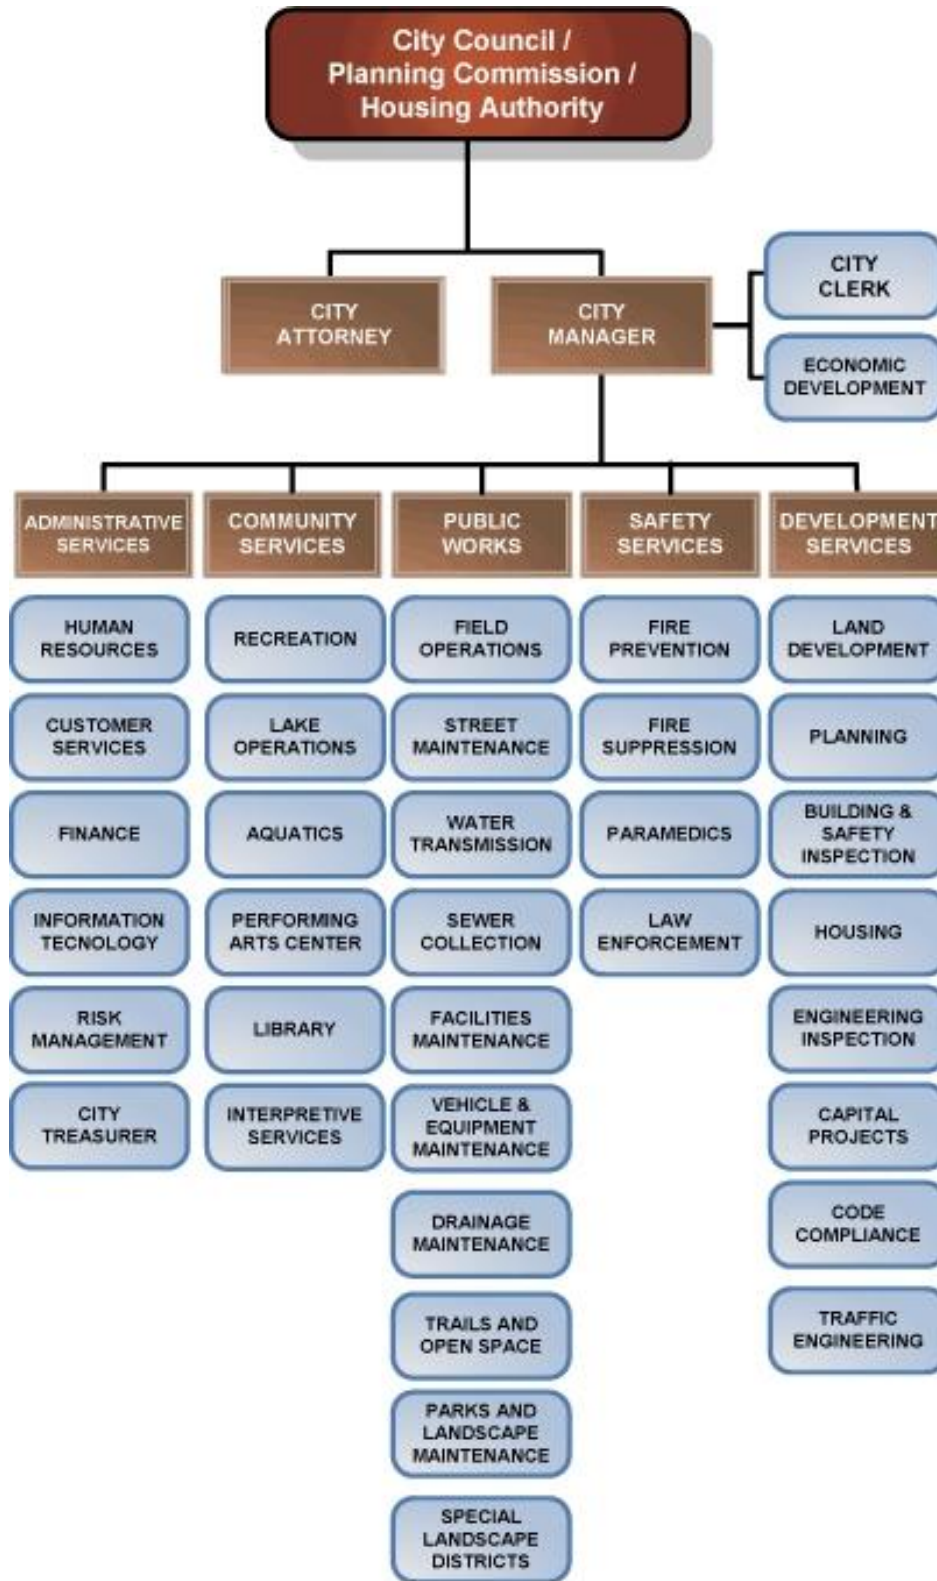 City Council /
Planning Commission /
Housing Authority
CITY
ATTORNEY
CITY
MANAGER
CITY
CLERK
ECONOMIC
DEVELOPMENT
ADMINISTRATIVE
SERVICES
COMMUNITY
SERVICES
PUBLIC
WORKS
SAFETY
SERVICES
DEVELOPMENT
SERVICES
HUMAN
RESOURCES
CUSTOMER
SERVICES
FINANCE
INFORMATION
TECNOLOGY
RISK
MANAGEMENT
CITY
TREASURER
RECREATION
LAKE
OPERATIONS
AQUATICS
PERFORMING
ARTS CENTER
LIBRARY
INTERPRETIVE
SERVICES
FIELD
OPERATIONS
STREET
MAINTENANCE
WATER
TRANSMISSION
SEWER
COLLECTION
FACILITIES
MAINTENANCE
VEHICLE &
EQUIPMENT
MAINTENANCE
DRAINAGE
MAINTENANCE
TRAILS AND
OPEN SPACE
PARKS AND
LANDSCAPE
MAINTENANCE
SPECIAL
LANDSCAPE
DISTRICTS
FIRE
PREVENTION
FIRE
SUPPRESSION
PARAMEDICS
LAW
ENFORCEMENT
LAND
DEVELOPMENT
PLANNING
BUILDING &
SAFETY
INSPECTION
HOUSING
ENGINEERING
INSPECTION
CAPITAL
PROJECTS
CODE
COMPLIANCE
TRAFFIC
ENGINEERING